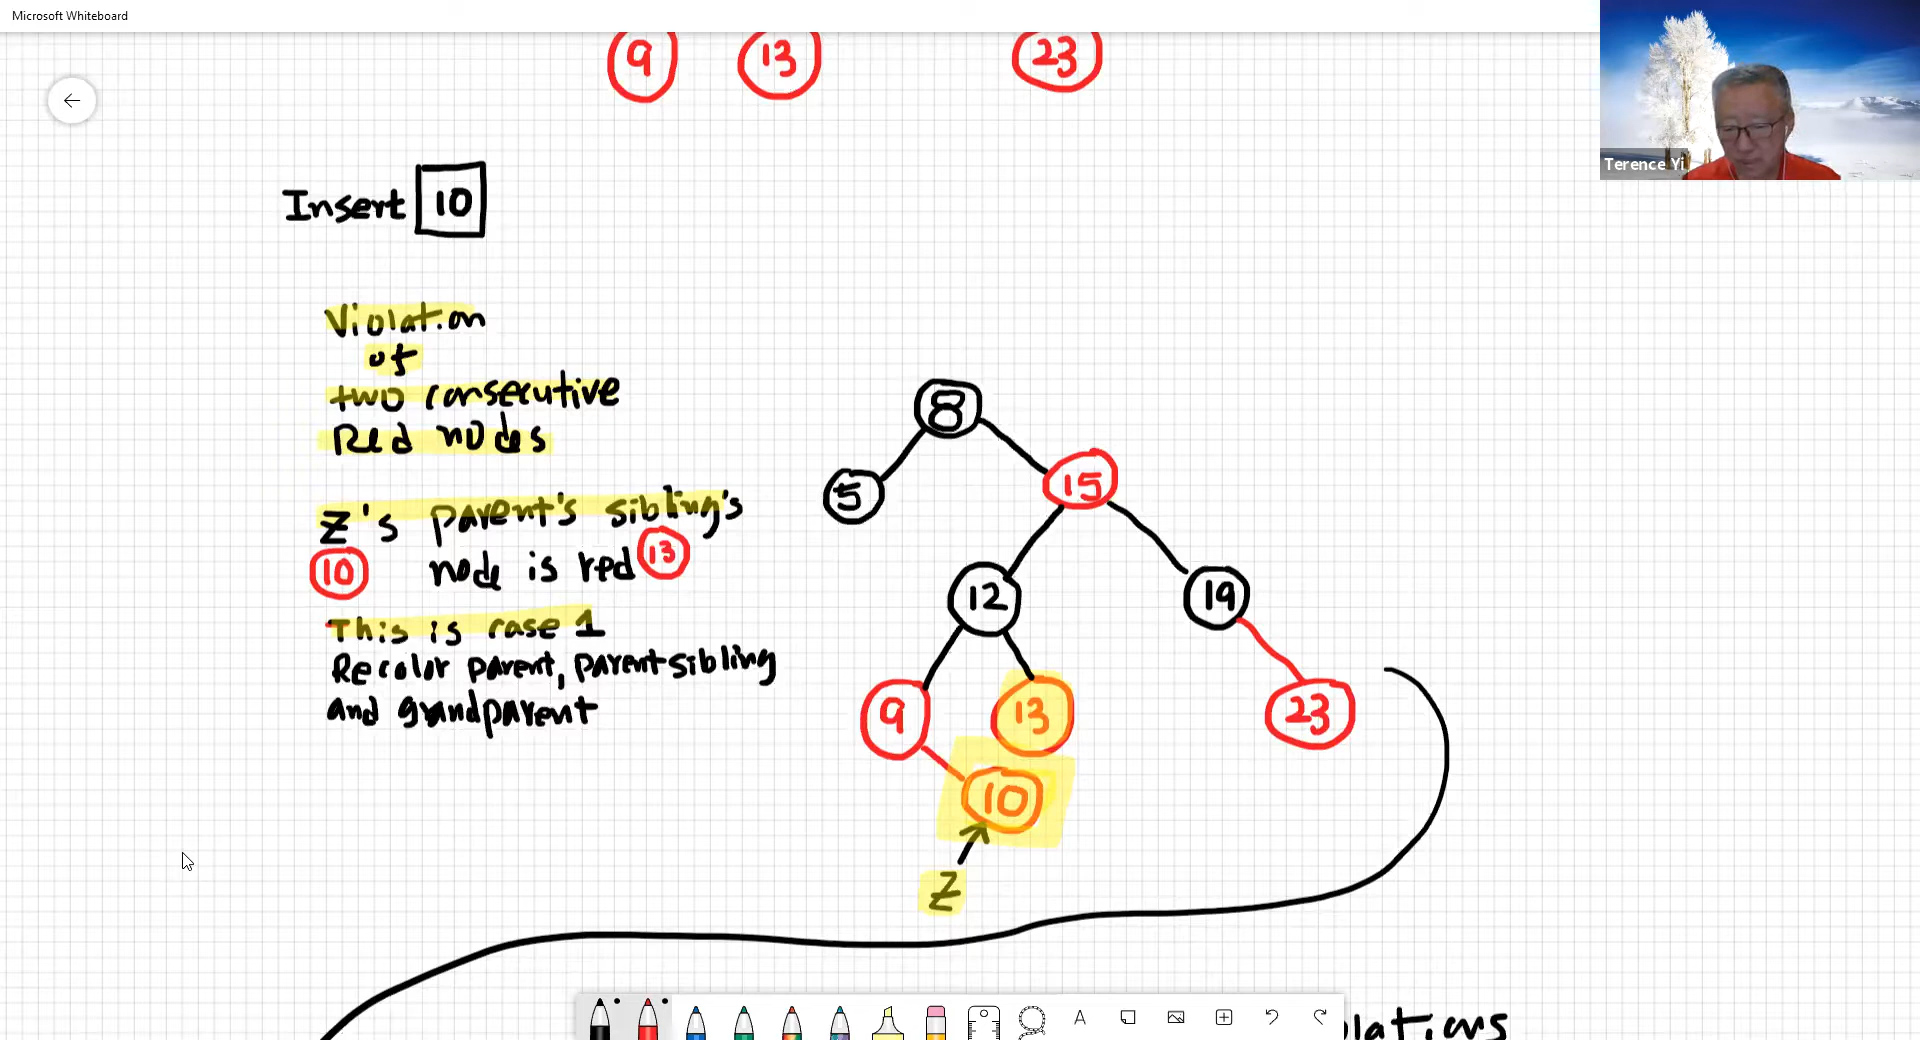 Microsoft Whiteboard
9 13 23
Terence Yi
Insert 10
Violation
of
two consecutive
Red nodes
8
15
5
Z's parent's sibling's
10 node is red 13
12 19
This is case 1
Recolor parent, parent sibling
and grandparent
9 13 23
10
Z